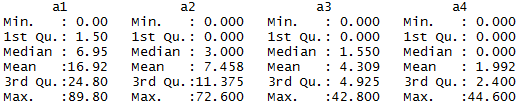 a1 a2 a3 a4
Min. : 0.00 Min. : 0.000 Min. : 0.000 Min. : 0.000
1st Qu.: 1.50 1st Qu.: 0.000 1st Qu.: 0.000 1st Qu.: 0.000
Median : 6.95 Median : 3.000 Median : 1.550 Median : 0.000
Mean :16.92 Mean : 7.458 Mean : 4.309 Mean : 1.992
3rd Qu.:24.80 3rd Qu.:11.375 3rd Qu.: 4.925 3rd Qu.: 2.400
Max. :89.80 Max. :72.600 Max. :42.800 Max. :44.600